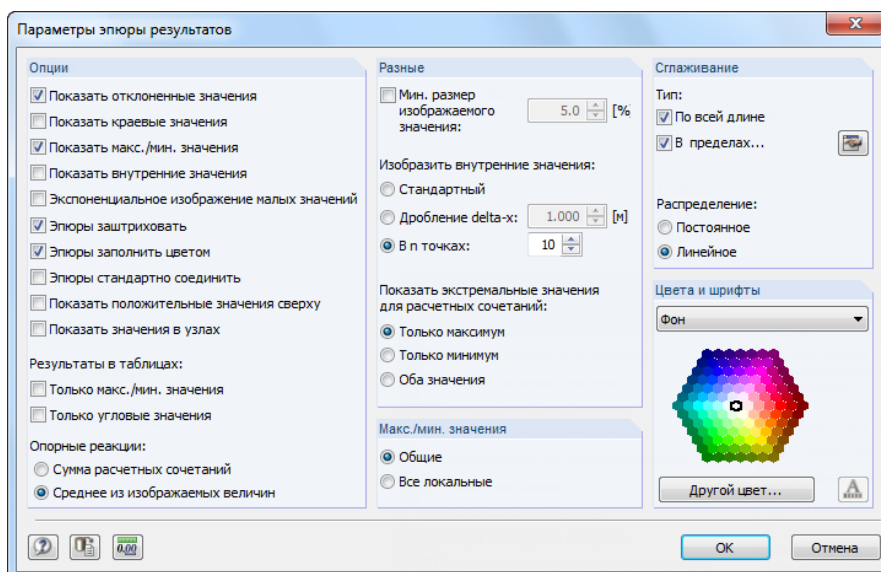 Параметры эпюры результатов
Опции
Показать отклоненные значения
Показать краевые значения
Показать макс./мин. значения
Показать внутренние значения
Экспоненциальное изображение малых значений
Эпюры заштриховать
Эпюры заполнить цветом
Эпюры стандартно соединить
Показать положительные значения сверху
Показать значения в узлах
Результаты в таблицах:
Только макс./мин. значения
Только угловые значения
Опорные реакции:
Сумма расчетных сочетаний
Среднее из изображаемых величин
Разные
Мин. размер
изображаемого
значения:
5.0 [%
Изобразить внутренние значения:
Стандартный
Дробление delta-x: 1.000 [м]
В n точках: 10
Показать экстремальные значения
для расчетных сочетаний:
Только максимум
Только минимум
Оба значения
Макс./мин. значения
Общие
Все локальные
Сглаживание
Тип:
По всей длине
В пределах...
Распределение:
Постоянное
Линейное
Цвета и шрифты
Фон
Другой цвет...
A
0.00
OK
Отмена